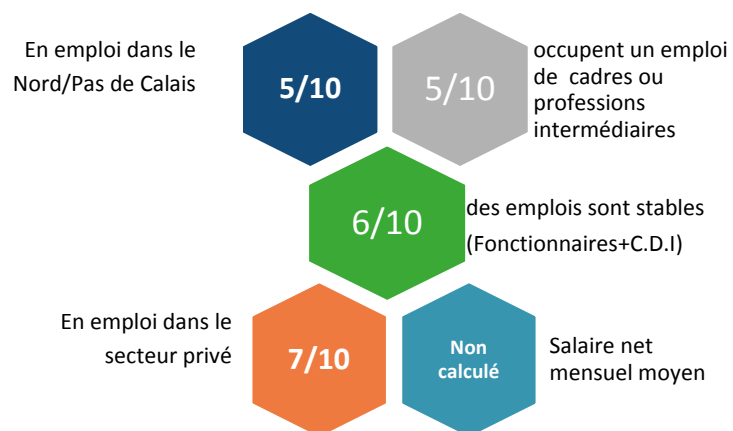 En emploi dans le
Nord/Pas de Calais
5/10
5/10
occupent un emploi
de cadres ou
professions
intermédiaires
6/10
des emplois sont stables
(Fonctionnaires+C.D.I)
En emploi dans le
secteur privé
7/10
Non
calculé
Salaire net
mensuel moyen